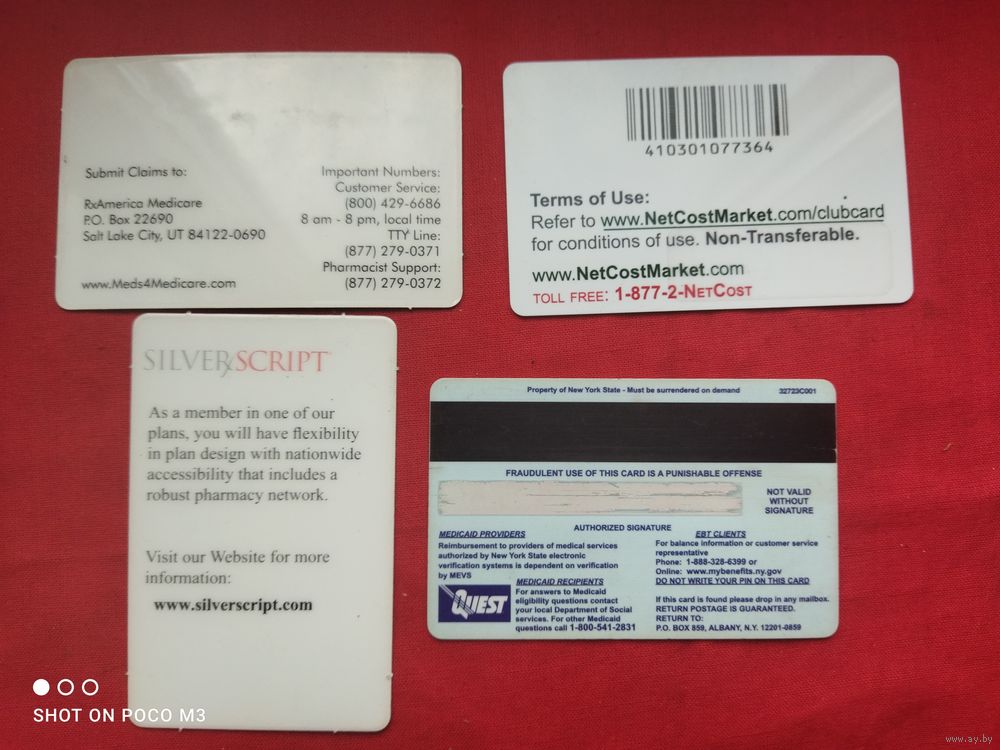 Submit Claims to:
RxAmerica Medicare
P.O. Box 22690
Salt Lake City, UT 84122-0690
www.Meds4Medicare.com
Important Numbers:
Customer Service:
(800) 429-6686
8 am - 8 pm, local time
TTY Line:
(877) 279-0371
Pharmacist Support:
(877) 279-0372
410301077364
Terms of Use:
Refer to www.NetCostMarket.com/clubcard
for conditions of use. Non-Transferable.
www.NetCostMarket.com
TOLL FREE: 1-877-2-NETCOST
SILVERxSCRIPT
As a member in one of our
plans, you will have flexibility
in plan design with nationwide
accessibility that includes a
robust pharmacy network.
Visit our Website for more
information:
www.silverscript.com
Property of New York State - Must be surrendered on demand
32723C001
FRAUDULENT USE OF THIS CARD IS A PUNISHABLE OFFENSE
NOT VALID
WITHOUT
SIGNATURE
AUTHORIZED SIGNATURE
MEDICAID PROVIDERS
Reimbursement to providers of medical services
authorized by New York State electronic
verification systems is dependent on verification
by MEVS
MEDICAID RECIPIENTS
For answers to Medicaid
eligibility questions contact
your local Department of Social
services. For other Medicaid
questions call 1-800-541-2831
QUEST
EBT CLIENTS
For balance information or customer service
representative
Phone: 1-888-328-6399 or
Online: www.mybenefits.ny.gov
DO NOT WRITE YOUR PIN ON THIS CARD
If this card is found please drop in any mailbox.
RETURN POSTAGE IS GUARANTEED.
RETURN TO:
P.O. BOX 859, ALBANY, N.Y. 12201-0859
SHOT ON POCO M3
www.ay.by